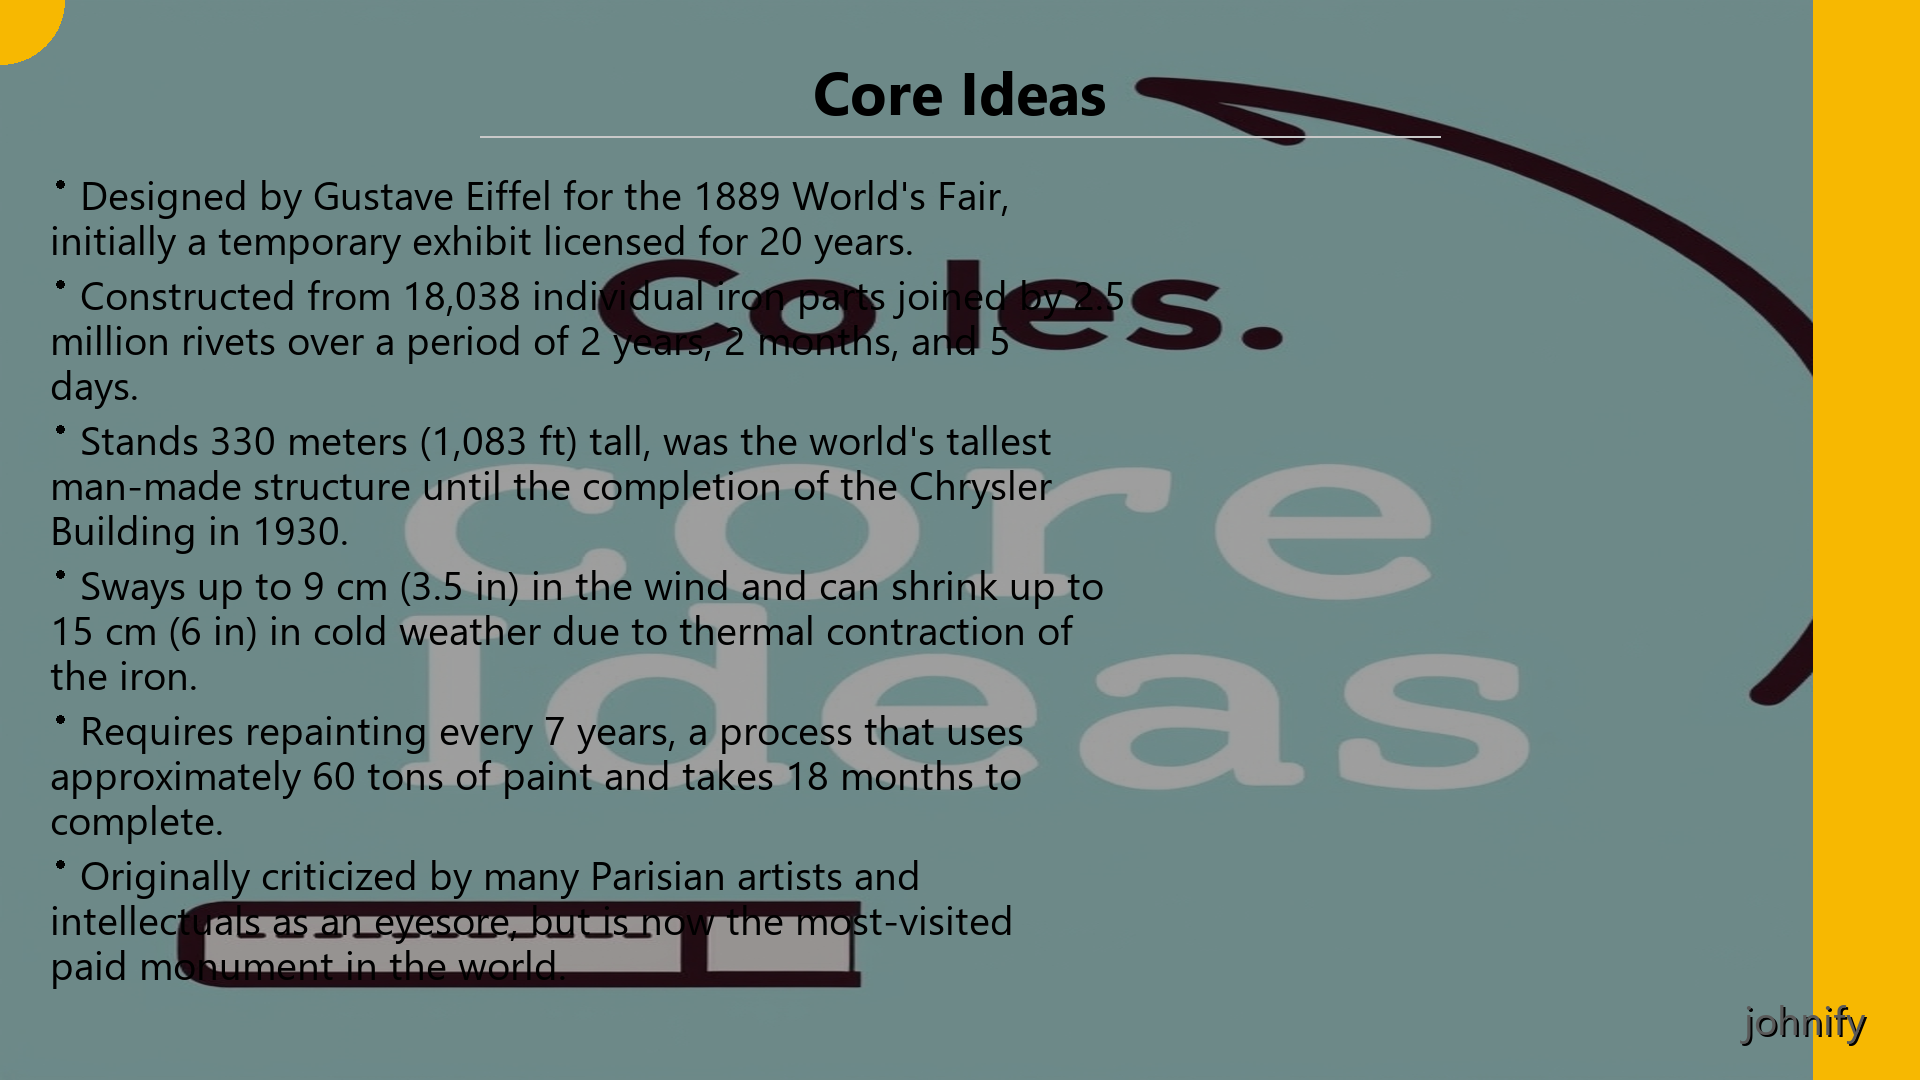 Core Ideas
• Designed by Gustave Eiffel for the 1889 World's Fair,
initially a temporary exhibit licensed for 20 years.
Co les.
• Constructed from 18,038 individual iron parts joined by 2.5
million rivets over a period of 2 years, 2 months, and 5
days.
• Stands 330 meters (1,083 ft) tall, was the world's tallest
man-made structure until the completion of the Chrysler
Building in 1930.
core
• Sways up to 9 cm (3.5 in) in the wind and can shrink up to
15 cm (6 in) in cold weather due to thermal contraction of
the iron.
Ideas
• Requires repainting every 7 years, a process that uses
approximately 60 tons of paint and takes 18 months to
complete.
• Originally criticized by many Parisian artists and
intellectuals as an eyesore, but is now the most-visited
paid monument in the world.
johnify